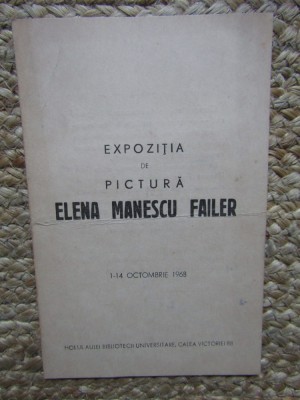 EXPOZIȚIA
DE
PICTURĂ
ELENA MANESCU FAILER
1-14 OCTOMBRIE 1968
HOLUL AULEI BIBLIOTECII UNIVERSITARE, CALEA VICTORIEI 88